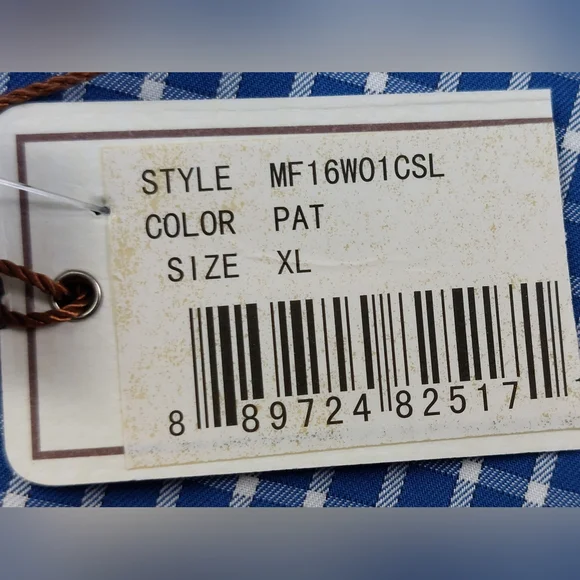 STYLE MF16W01CSL
COLOR PAT
SIZE XL
8 89724 82517